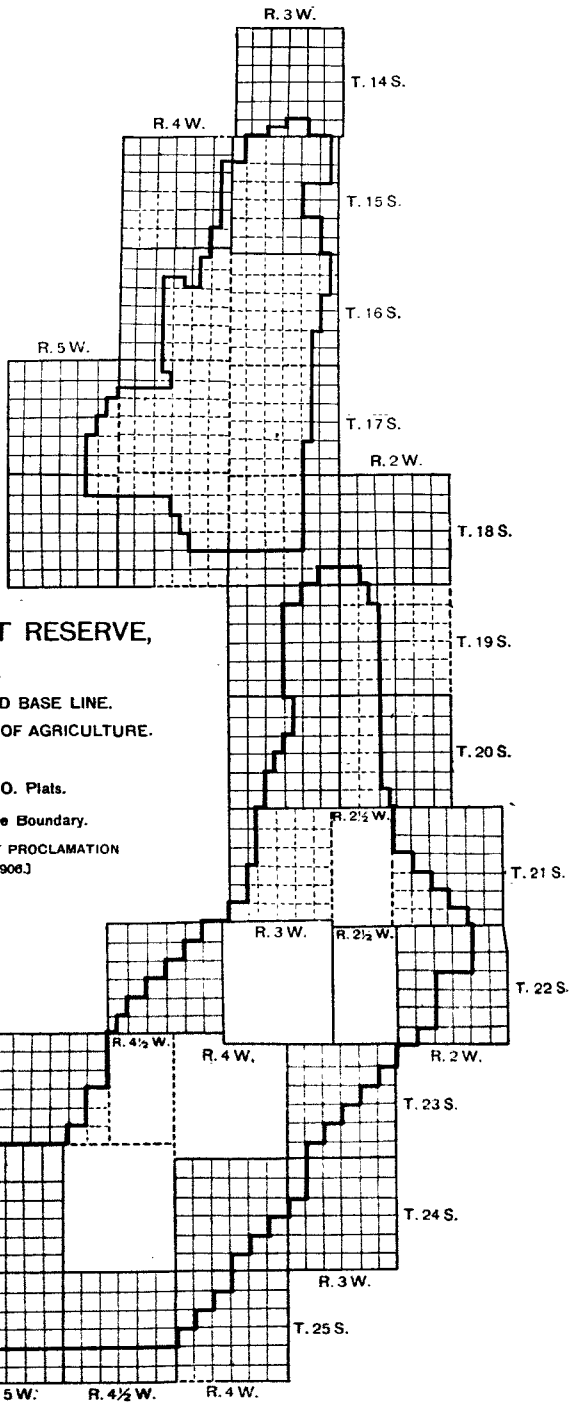 R. 3 W.
T. 14 S.
R. 4 W.
T. 15 S.
T. 16 S.
R. 5 W.
T. 17 S.
R. 2 W.
T. 18 S.
T RESERVE,
T. 19 S.
D BASE LINE.
OF AGRICULTURE.
T. 20 S.
O. Plats.
R. 2½ W.
e Boundary.
PROCLAMATION
906.]
T. 21 S.
R. 3 W. R. 2½ W.
T. 22 S.
R. 4½ W. R. 4 W. R. 2 W.
T. 23 S.
T. 24 S.
R. 3 W.
T. 25 S.
5 W. R. 4½ W. R. 4 W.